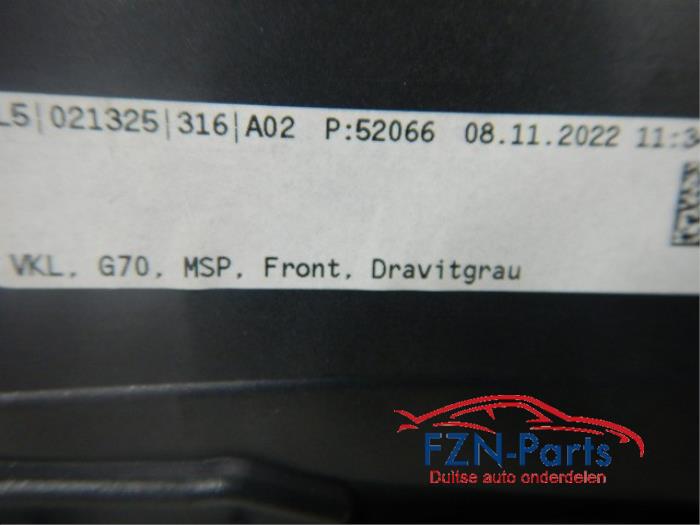 L5|021325|316|A02 P:52066 08.11.2022 11:3
VKL, G70, MSP, Front, Dravitgrau
FZN-Parts
Duitse auto onderdelen